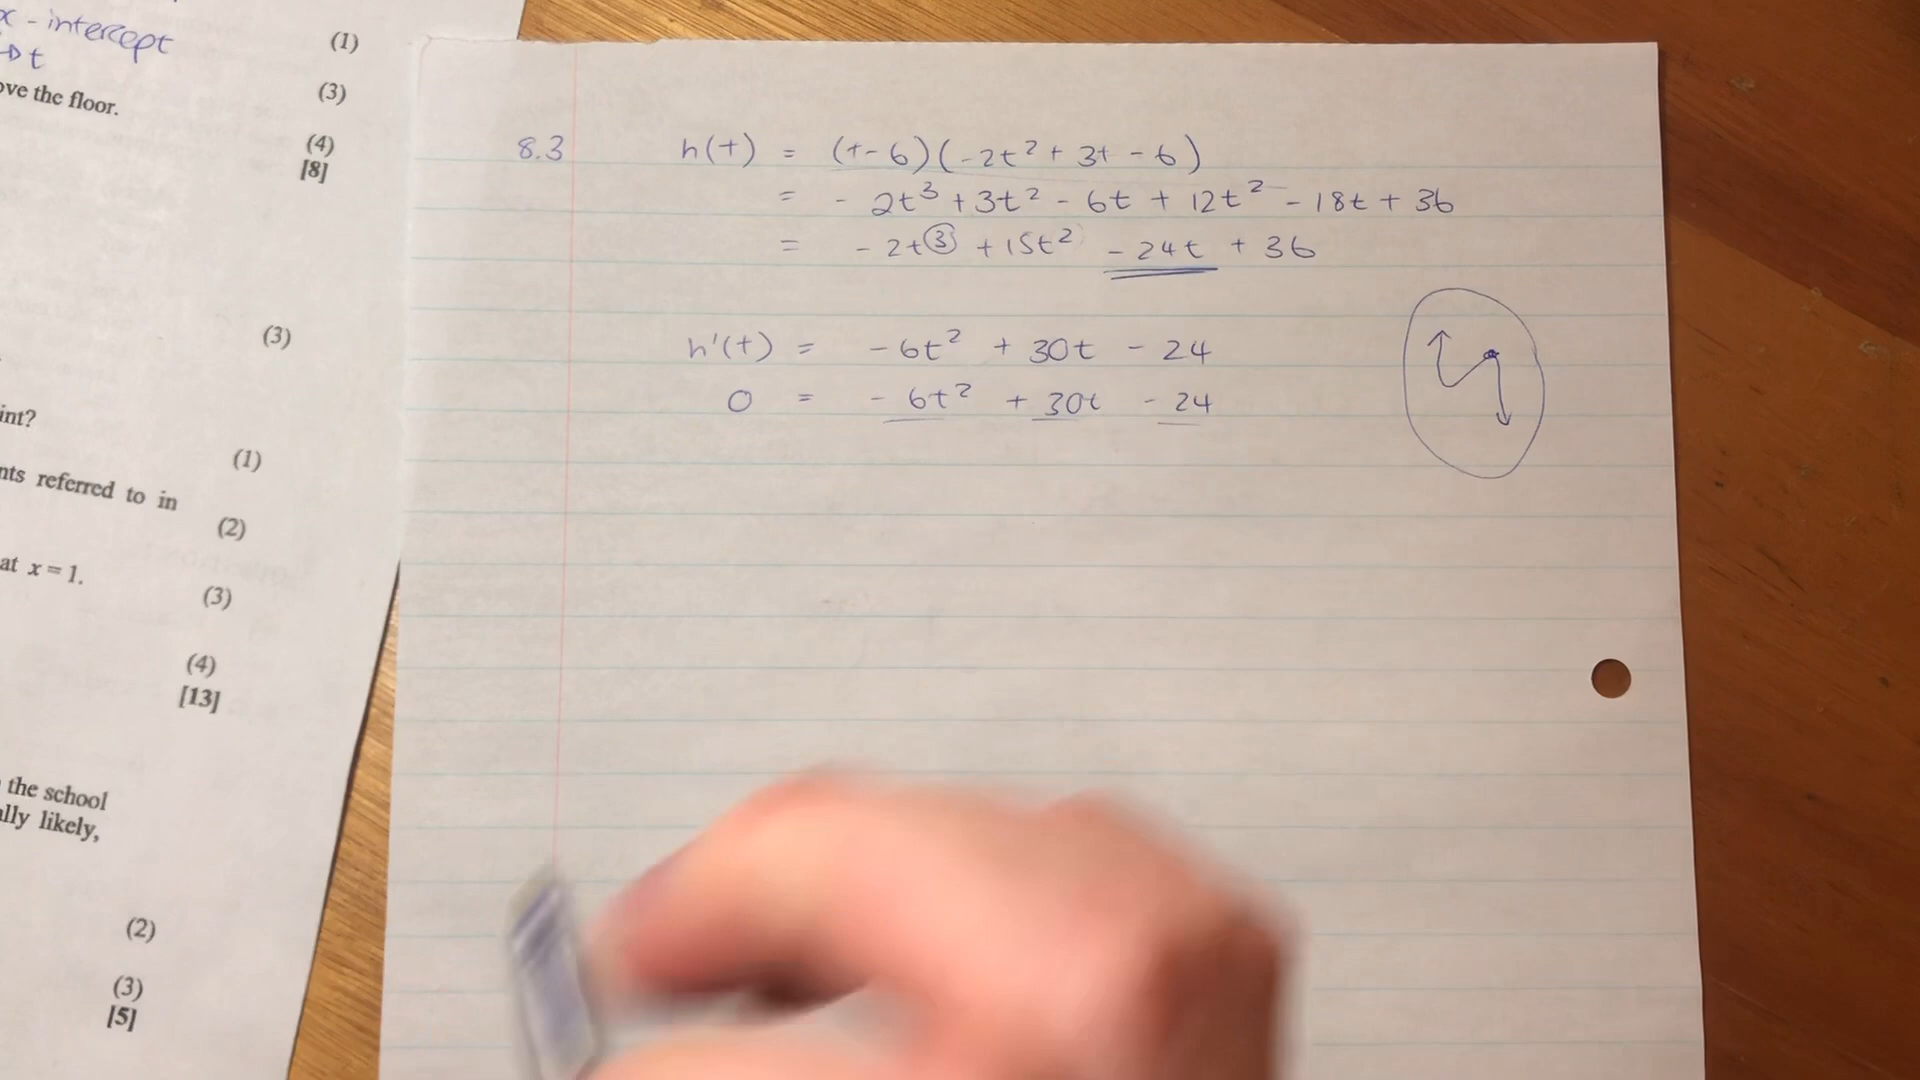 x - intercept (1)
→ t
ove the floor. (3)
(4)
[8]
(3)
int?
(1)
nts referred to in
(2)
at x = 1.
(3)
(4)
[13]
the school
ally likely,
(2)
(3)
[5]
8.3 h(t) = (t-6)(-2t² + 3t - 6)
= - 2t³ + 3t² - 6t + 12t² - 18t + 36
= - 2t³ + 15t² - 24t + 36
h'(t) = - 6t² + 30t - 24
0 = - 6t² + 30t - 24